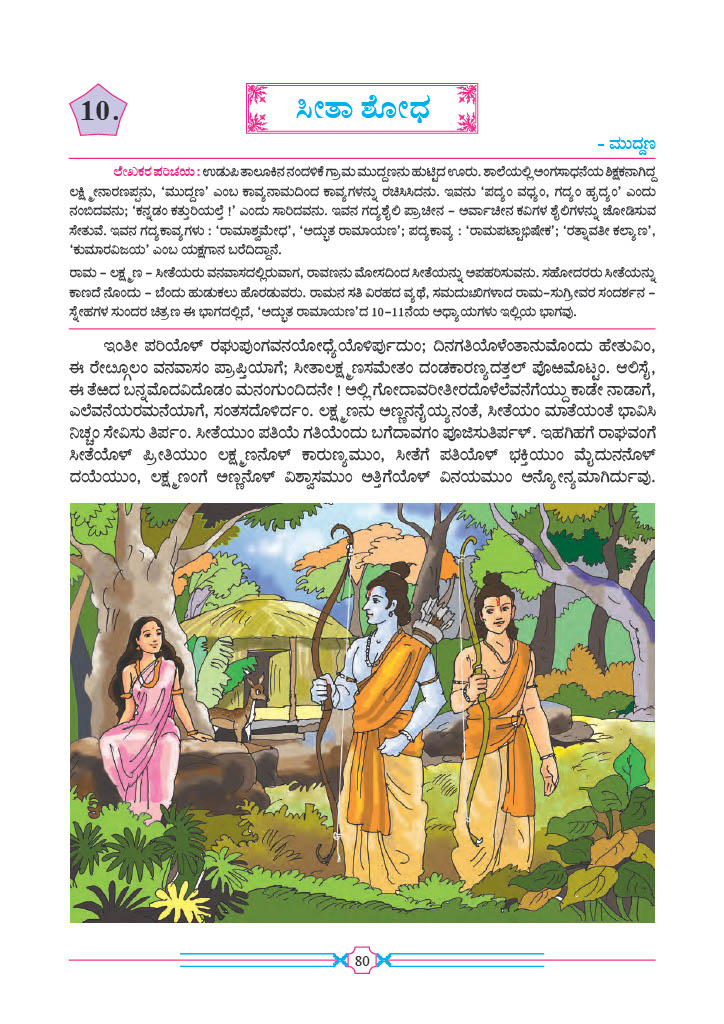 10.
ಸೀತಾ ಶೋಧ
– ಮುದ್ದಣ
ಲೇಖಕರ ಪರಿಚಯ : ಉಡುಪಿ ತಾಲೂಕಿನ ನಂದಳಿಕೆ ಗ್ರಾಮ ಮುದ್ದಣನು ಹುಟ್ಟಿದ ಊರು. ಶಾಲೆಯಲ್ಲಿ ಅಂಗಸಾಧನೆಯ ಶಿಕ್ಷಕನಾಗಿದ್ದ
ಲಕ್ಷ್ಮೀನಾರಣಪ್ಪನು, ‘ಮುದ್ದಣ’ ಎಂಬ ಕಾವ್ಯನಾಮದಿಂದ ಕಾವ್ಯಗಳನ್ನು ರಚಿಸಿಸಿದನು. ಇವನು ‘ಪದ್ಯಂ ವಧ್ಯಂ, ಗದ್ಯಂ ಹೃದ್ಯಂ’ ಎಂದು
ನಂಬಿದವನು; ‘ಕನ್ನಡಂ ಕತ್ತುರಿಯಲ್ತೆ !’ ಎಂದು ಸಾರಿದವನು. ಇವನ ಗದ್ಯಶೈಲಿ ಪ್ರಾಚೀನ – ಅರ್ವಾಚೀನ ಕವಿಗಳ ಶೈಲಿಗಳನ್ನು ಜೋಡಿಸುವ
ಸೇತುವೆ. ಇವನ ಗದ್ಯಕಾವ್ಯಗಳು : ‘ರಾಮಾಶ್ವಮೇಧ’, ‘ಅದ್ಭುತ ರಾಮಾಯಣ’; ಪದ್ಯಕಾವ್ಯ : ‘ರಾಮಪಟ್ಟಾಭಿಷೇಕ’; ‘ರತ್ನಾವತೀ ಕಲ್ಯಾಣ’,
‘ಕುಮಾರವಿಜಯ’ ಎಂಬ ಯಕ್ಷಗಾನ ಬರೆದಿದ್ದಾನೆ.
ರಾಮ – ಲಕ್ಷ್ಮಣ – ಸೀತೆಯರು ವನವಾಸದಲ್ಲಿರುವಾಗ, ರಾವಣನು ಮೋಸದಿಂದ ಸೀತೆಯನ್ನು ಅಪಹರಿಸುವನು. ಸಹೋದರರು ಸೀತೆಯನ್ನು
ಕಾಣದೆ ನೊಂದು – ಬೆಂದು ಹುಡುಕಲು ಹೊರಡುವರು. ರಾಮನ ಸತಿ ವಿರಹದ ವ್ಯಥೆ, ಸಮದುಃಖಿಗಳಾದ ರಾಮ–ಸುಗ್ರೀವರ ಸಂದರ್ಶನ –
ಸ್ನೇಹಗಳ ಸುಂದರ ಚಿತ್ರಣ ಈ ಭಾಗದಲ್ಲಿದೆ, ‘ಅದ್ಭುತ ರಾಮಾಯಣ’ದ 10–11ನೆಯ ಅಧ್ಯಾಯಗಳು ಇಲ್ಲಿಯ ಭಾಗವು.
ಇಂತೀ ಪರಿಯೊಳ್ ರಘುಪುಂಗವನಯೋಧ್ಯೆಯೊಳಿರ್ಪುದುಂ; ದಿನಗತಿಯೊಳೆಂತಾನುಮೊಂದು ಹೇತುವಿಂ,
ಈ ರೇೞ್ಗೂಲಂ ವನವಾಸಂ ಪ್ರಾಪ್ತಿಯಾಗೆ; ಸೀತಾಲಕ್ಷ್ಮಣಸಮೇತಂ ದಂಡಕಾರಣ್ಯದತ್ತಲ್ ಪೊಱಮೊಟ್ಟಂ. ಆಲಿಸೈ,
ಈ ತೆಱದ ಬನ್ನಮೊದವಿದೊಡಂ ಮನಂಗುಂದಿದನೇ ! ಅಲ್ಲಿ ಗೋದಾವರೀತೀರದೊಳೆಲೆವನೆಗೆಯ್ದು ಕಾಡೇ ನಾಡಾಗೆ,
ಎಲೆವನೆಯರಮನೆಯಾಗೆ, ಸಂತಸದೊಳಿರ್ದಂ. ಲಕ್ಷ್ಮಣನು ಅಣ್ಣನನೈಯ್ಯನಂತೆ, ಸೀತೆಯಂ ಮಾತೆಯಂತೆ ಭಾವಿಸಿ
ನಿಚ್ಚಂ ಸೇವಿಸು ತಿರ್ಪಂ. ಸೀತೆಯುಂ ಪತಿಯೆ ಗತಿಯೆಂದು ಬಗೆದಾವಗಂ ಪೂಜಿಸುತಿರ್ಪಳ್. ಇಹಗಿಹಗೆ ರಾಘವಂಗೆ
ಸೀತೆಯೊಳ್ ಪ್ರೀತಿಯುಂ ಲಕ್ಷ್ಮಣನೊಳ್ ಕಾರುಣ್ಯಮುಂ, ಸೀತೆಗೆ ಪತಿಯೊಳ್ ಭಕ್ತಿಯುಂ ಮೈದುನನೊಳ್
ದಯೆಯುಂ, ಲಕ್ಷ್ಮಣಂಗೆ ಅಣ್ಣನೊಳ್ ವಿಶ್ವಾಸಮುಂ ಅತ್ತಿಗೆಯೊಳ್ ವಿನಯಮುಂ ಅನ್ಯೋನ್ಯಮಾಗಿರ್ದುವು.
80